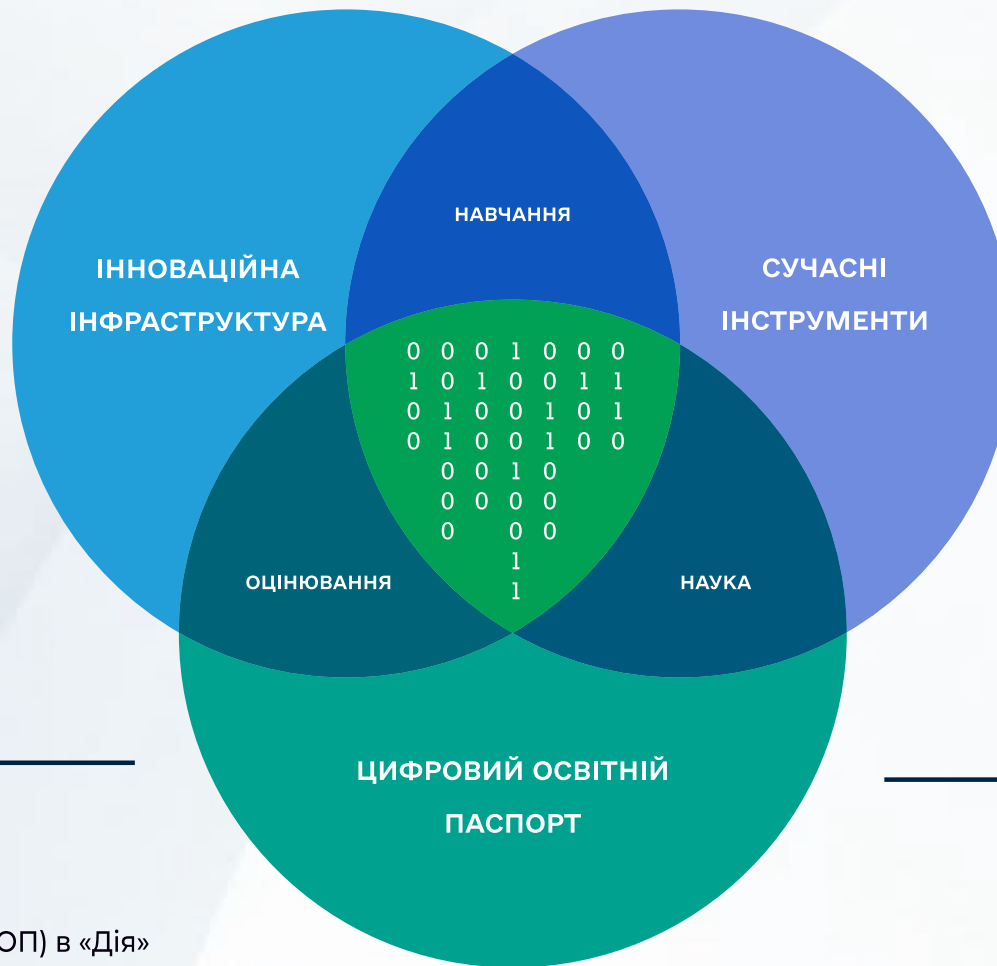 НАВЧАННЯ
ІННОВАЦІЙНА
ІНФРАСТРУКТУРА
СУЧАСНІ
ІНСТРУМЕНТИ
0 0 0 1 0 0 0
1 0 1 0 0 1 1
0 1 0 0 1 0 1
0 1 0 0 1 0 0
0 0 1 0
0 0 0 0
0 0 0
1
1
ОЦІНЮВАННЯ
НАУКА
ЦИФРОВИЙ ОСВІТНІЙ
ПАСПОРТ
ОП) в «Дія»